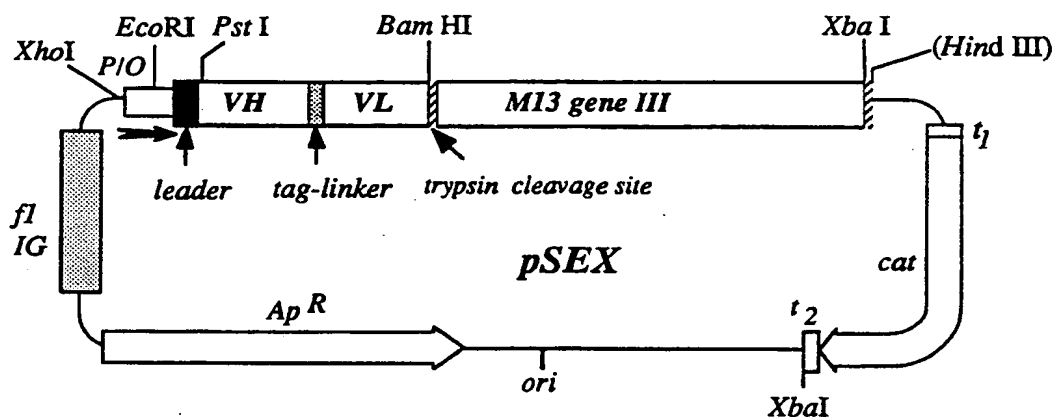 EcoRI
Pst I
Bam HI
Xba I
(Hind III)
XhoI
P/O
VH
VL
M13 gene III
t1
leader
tag-linker
trypsin cleavage site
f1
IG
pSEX
cat
Ap R
t2
ori
XbaI